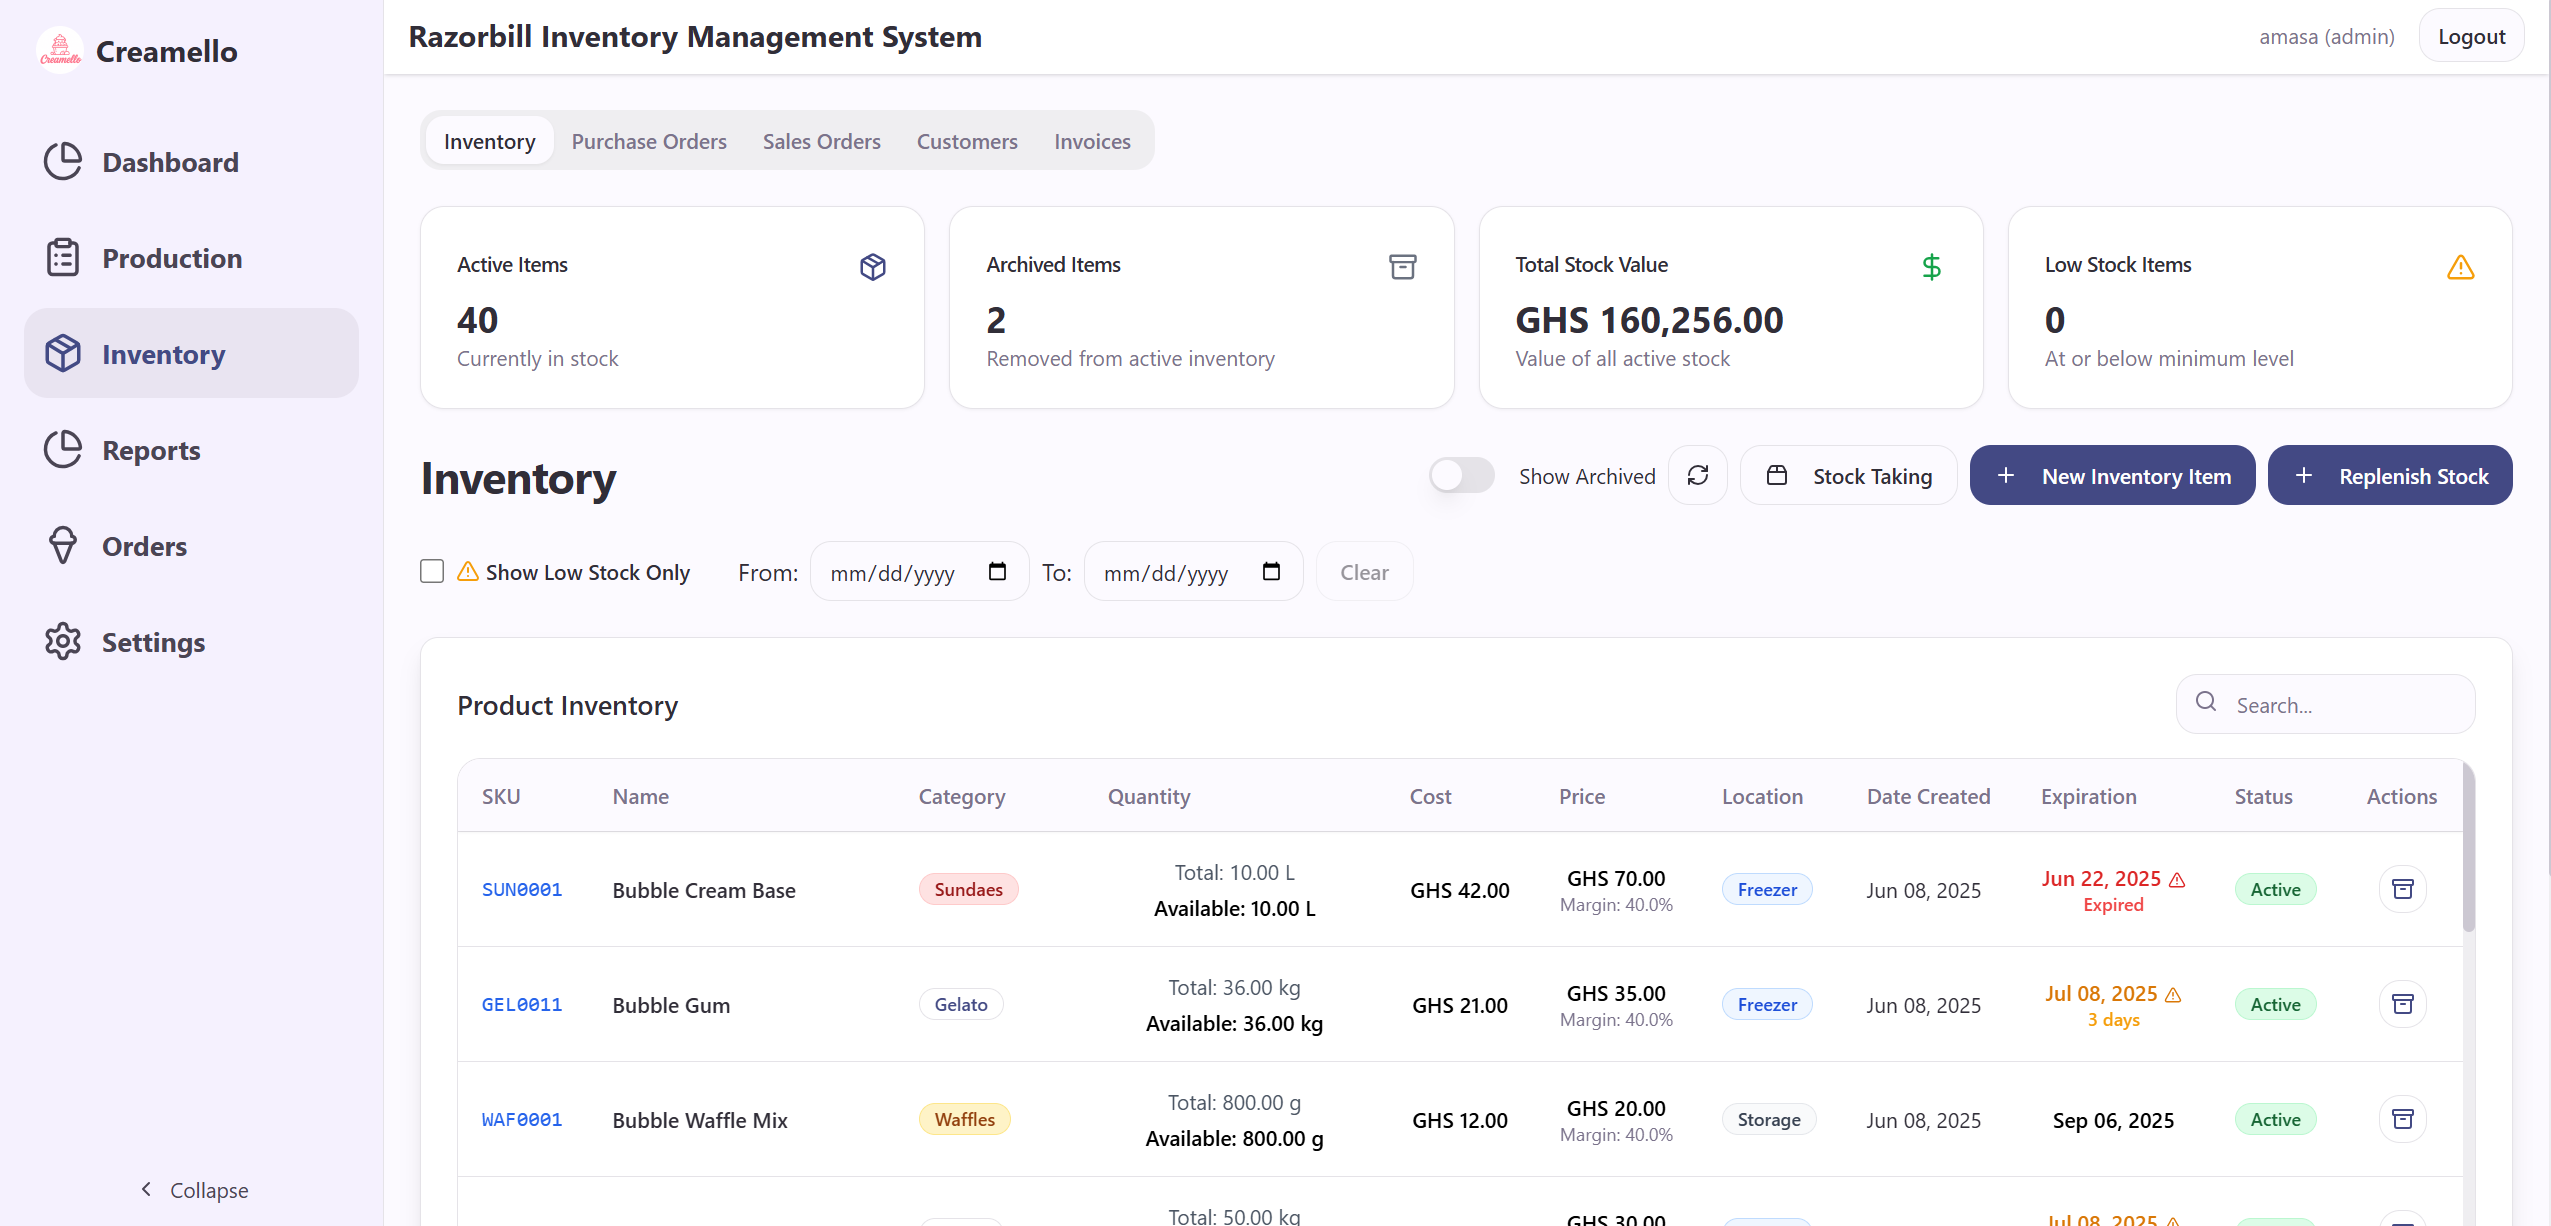 Creamello
Creamello
Razorbill Inventory Management System
amasa (admin)
Logout
Dashboard
Production
Inventory
Reports
Orders
Settings
Collapse
Inventory Purchase Orders Sales Orders Customers Invoices
Active Items
40
Currently in stock
Archived Items
2
Removed from active inventory
Total Stock Value
GHS 160,256.00
Value of all active stock
Low Stock Items
0
At or below minimum level
Inventory
Show Archived
Stock Taking
New Inventory Item
Replenish Stock
Show Low Stock Only From: mm/dd/yyyy To: mm/dd/yyyy Clear
Product Inventory
Search...
SKU Name Category Quantity Cost Price Location Date Created Expiration Status Actions
SUN0001 Bubble Cream Base Sundaes Total: 10.00 L Available: 10.00 L GHS 42.00 GHS 70.00 Margin: 40.0% Freezer Jun 08, 2025 Jun 22, 2025 Expired Active
GEL0011 Bubble Gum Gelato Total: 36.00 kg Available: 36.00 kg GHS 21.00 GHS 35.00 Margin: 40.0% Freezer Jun 08, 2025 Jul 08, 2025 3 days Active
WAF0001 Bubble Waffle Mix Waffles Total: 800.00 g Available: 800.00 g GHS 12.00 GHS 20.00 Margin: 40.0% Storage Jun 08, 2025 Sep 06, 2025 Active
Total: 50.00 kg GHS 30.00 Jul 08, 2025